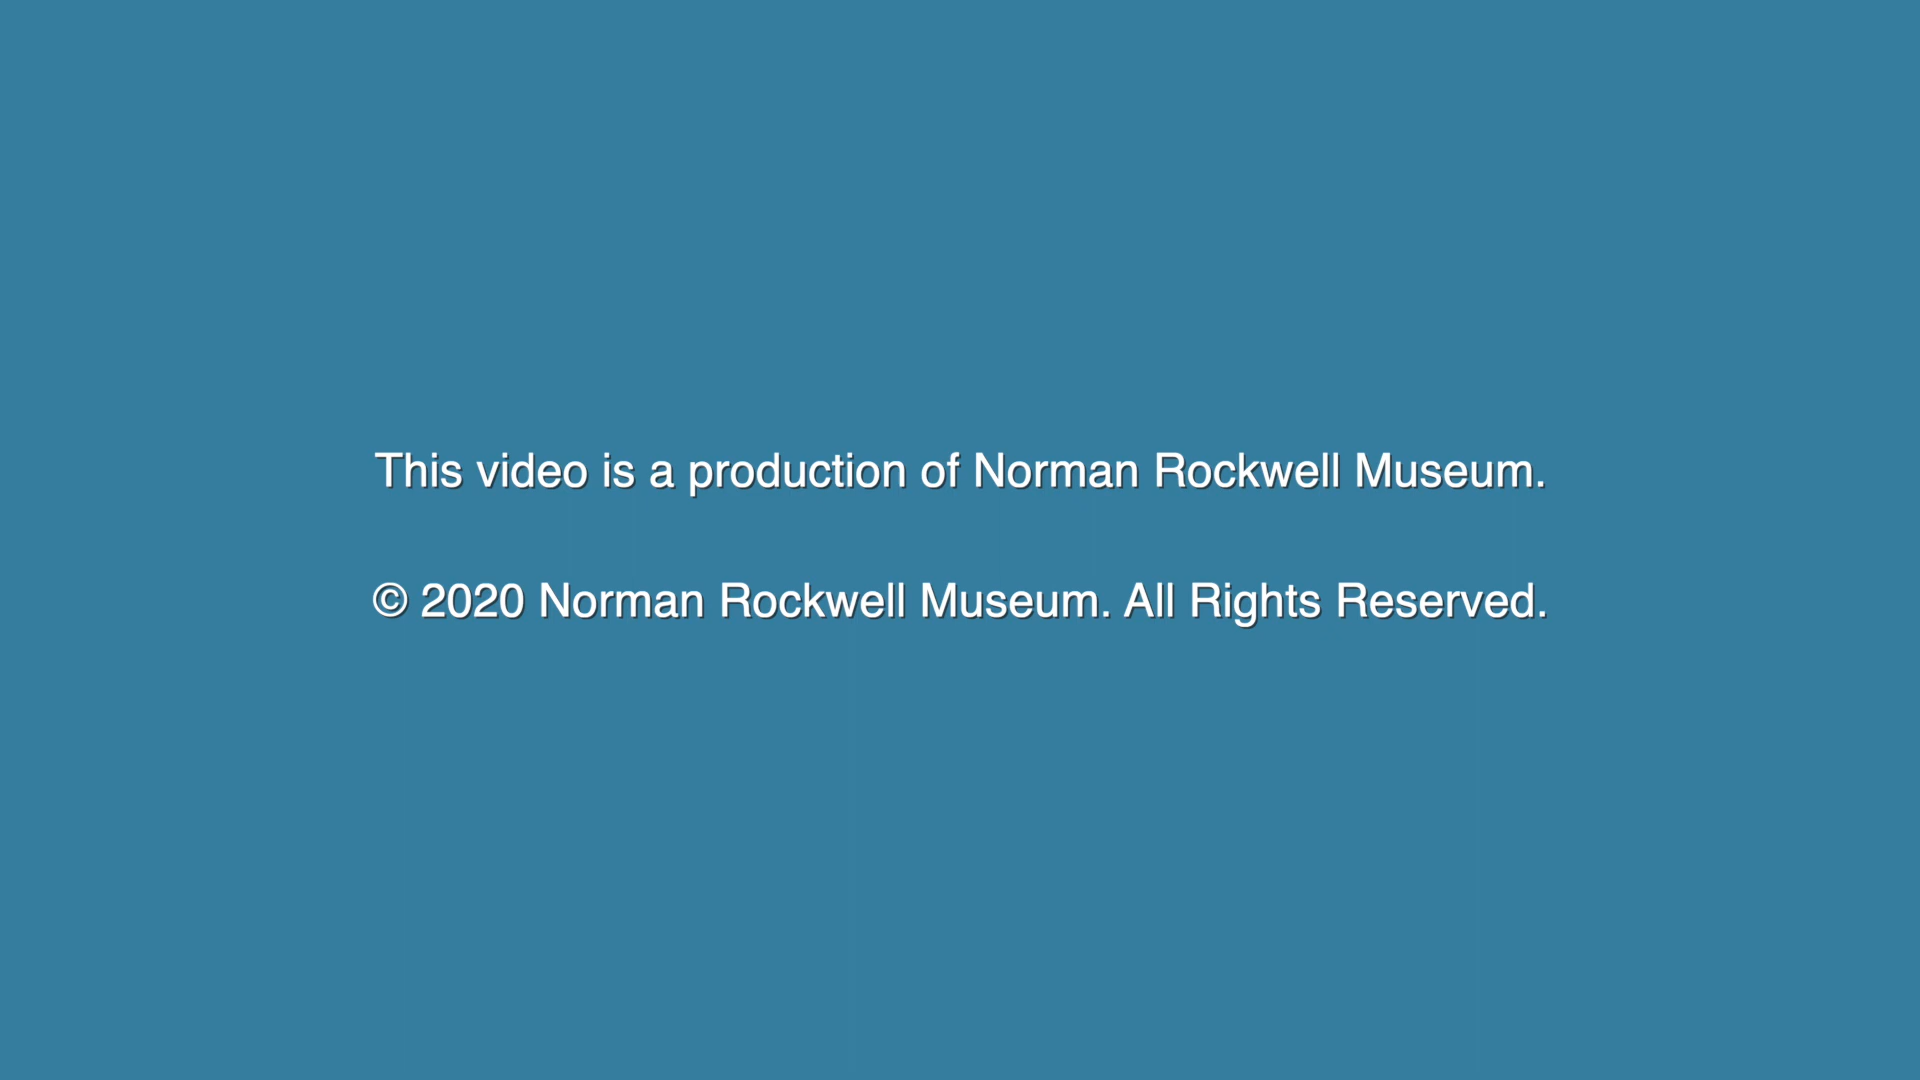 This video is a production of Norman Rockwell Museum.
© 2020 Norman Rockwell Museum. All Rights Reserved.